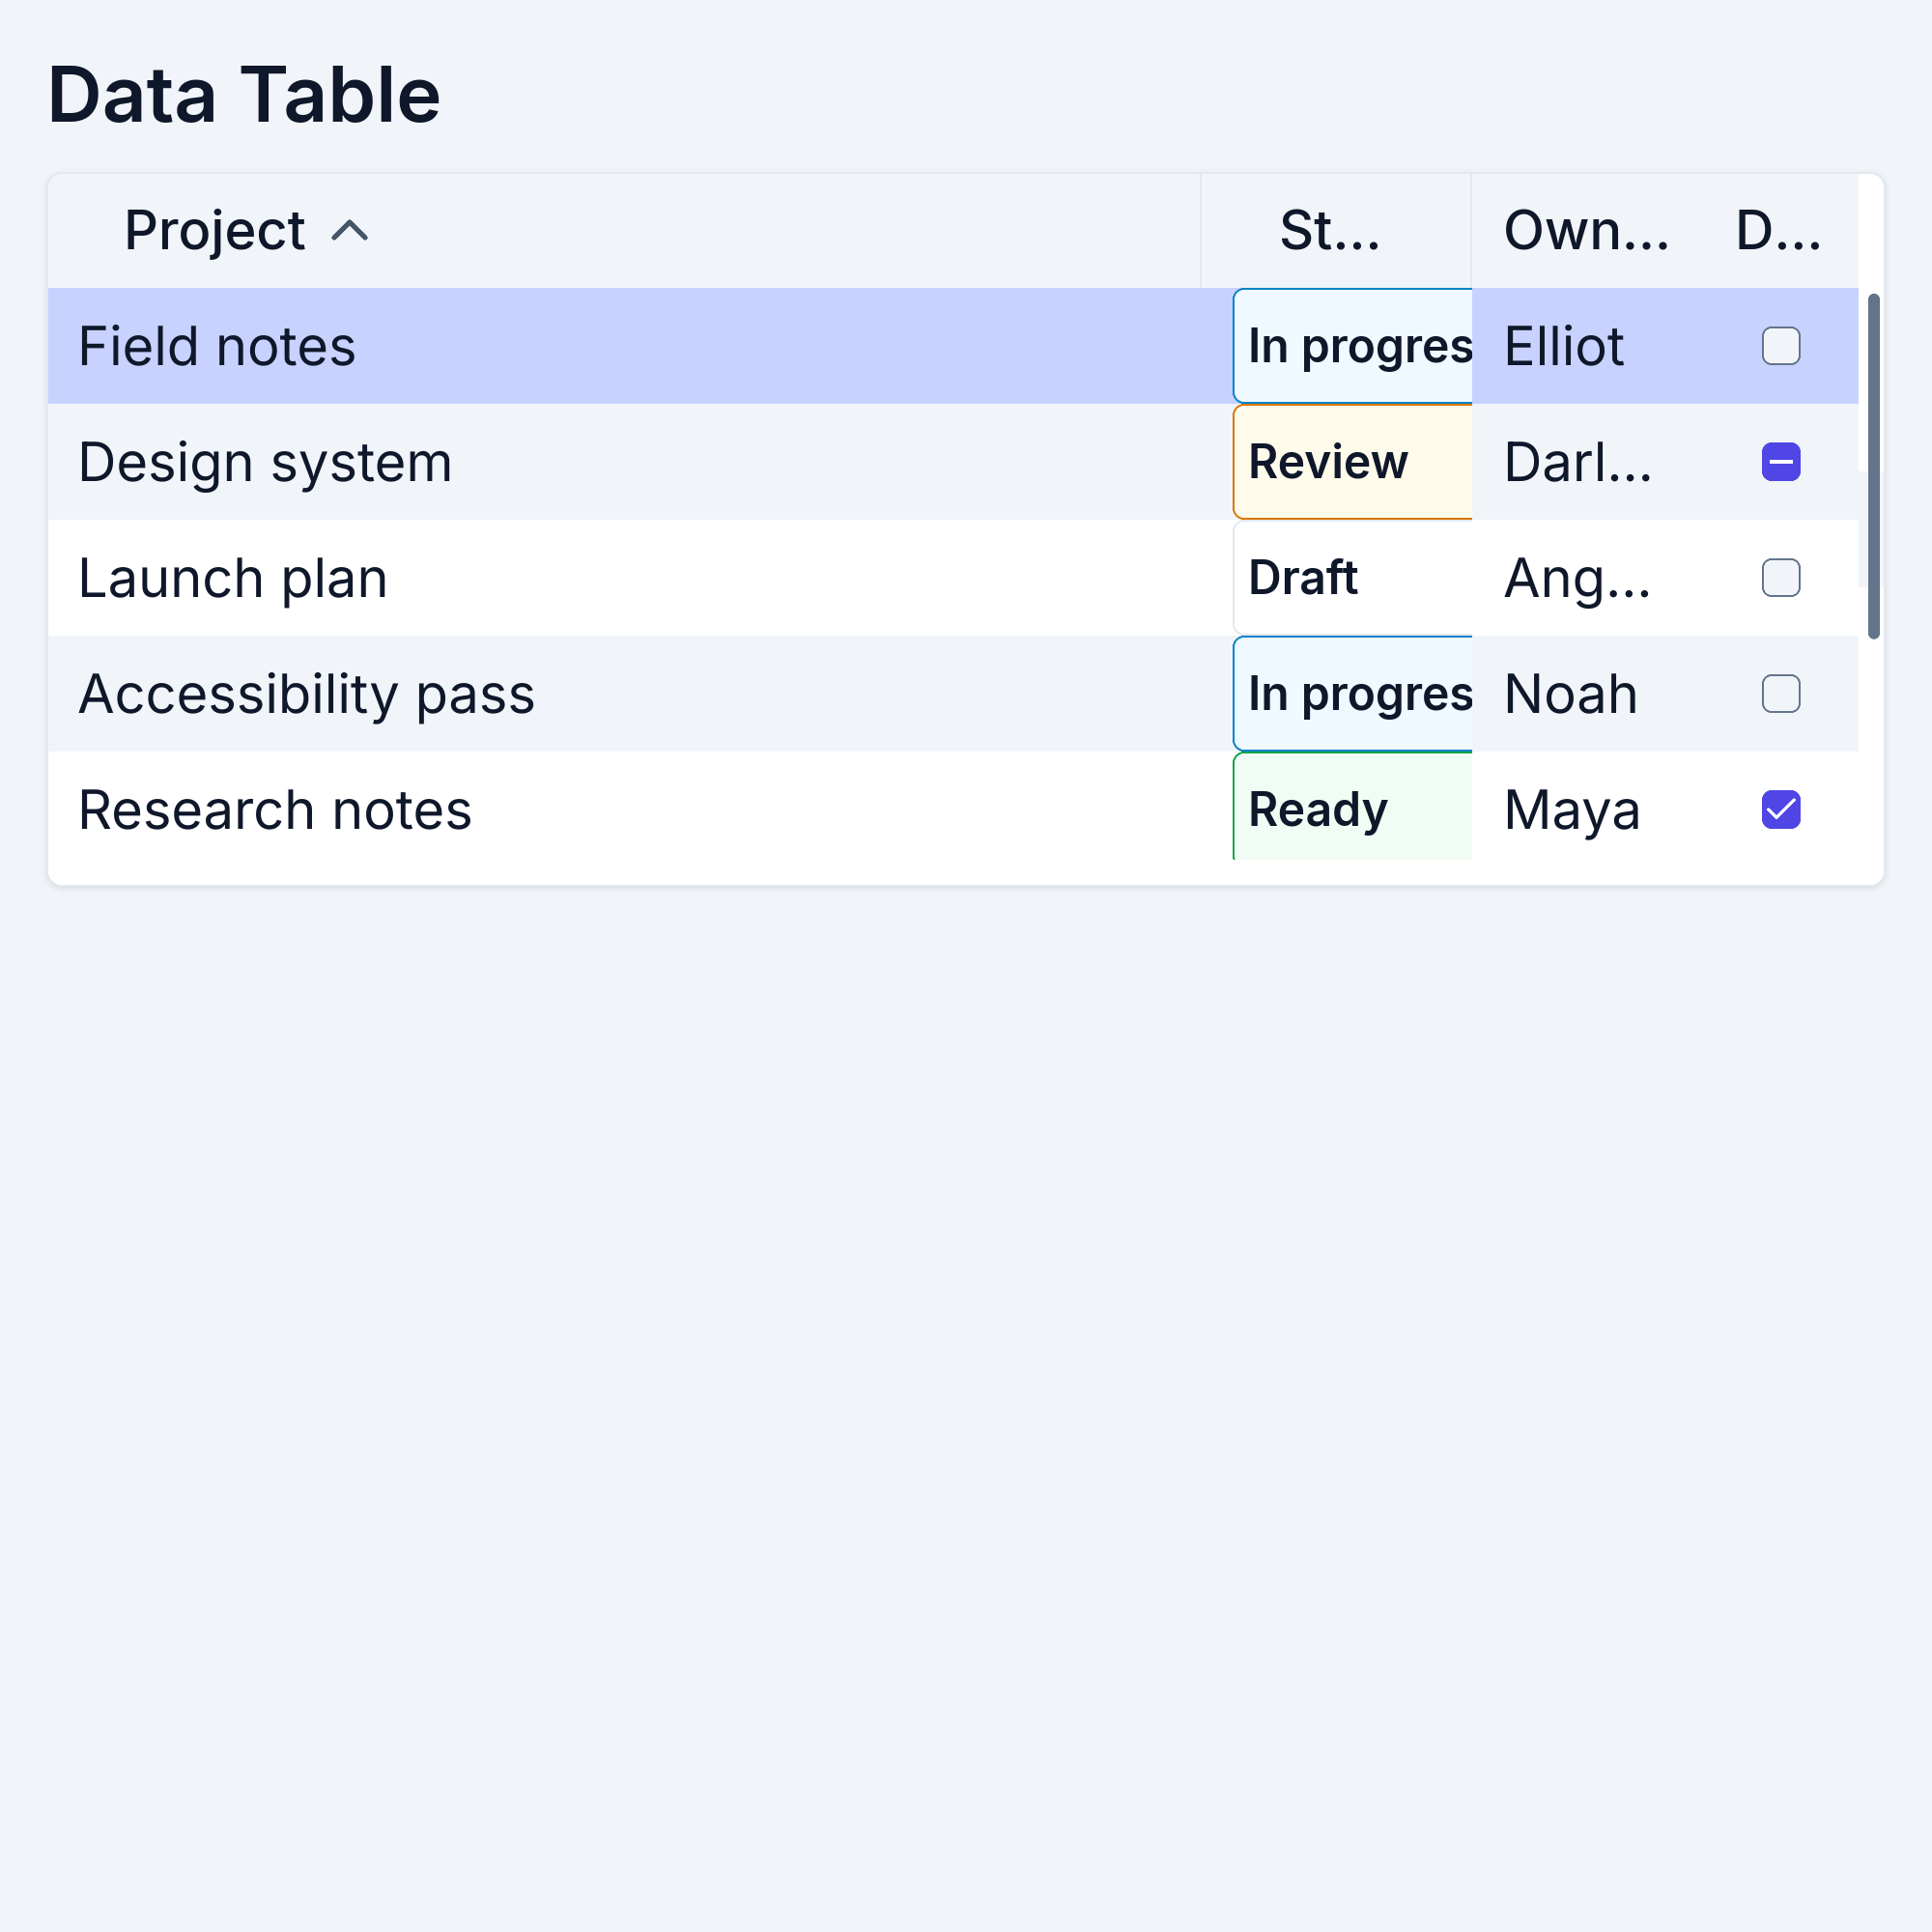 Data Table
Project St... Own... D...
Field notes In progres Elliot
Design system Review Darl...
Launch plan Draft Ang...
Accessibility pass In progres Noah
Research notes Ready Maya